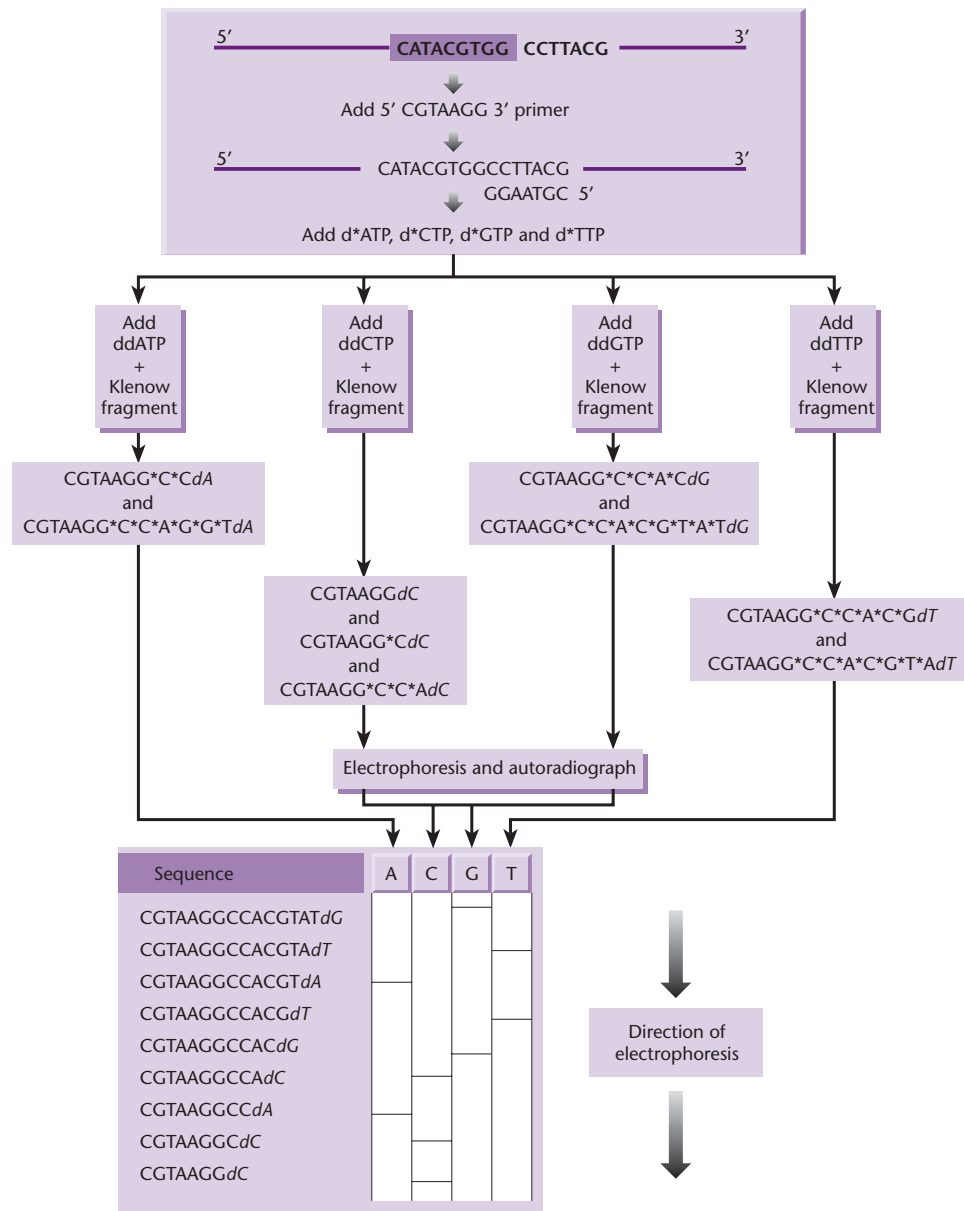 5′ 3′
CATACGTGG CCTTACG
Add 5′ CGTAAGG 3′ primer
5′ 3′
CATACGTGGCCTTACG
GGAATGC 5′
Add d*ATP, d*CTP, d*GTP and d*TTP
Add
ddATP
+
Klenow
fragment
Add
ddCTP
+
Klenow
fragment
Add
ddGTP
+
Klenow
fragment
Add
ddTTP
+
Klenow
fragment
CGTAAGG*C*CdA
and
CGTAAGG*C*C*A*G*G*TdA
CGTAAGG*C*C*A*CdG
and
CGTAAGG*C*C*A*C*G*T*A*TdG
CGTAAGGdC
and
CGTAAGG*CdC
and
CGTAAGG*C*C*AdC
CGTAAGG*C*C*A*C*GdT
and
CGTAAGG*C*C*A*C*G*T*AdT
Electrophoresis and autoradiograph
Sequence A C G T
CGTAAGGCCACGTATdG
CGTAAGGCCACGTAdT
CGTAAGGCCACGTdA
CGTAAGGCCACGdT
CGTAAGGCCACdG
CGTAAGGCCAdC
CGTAAGGCCdA
CGTAAGGCdC
CGTAAGGdC
Direction of
electrophoresis